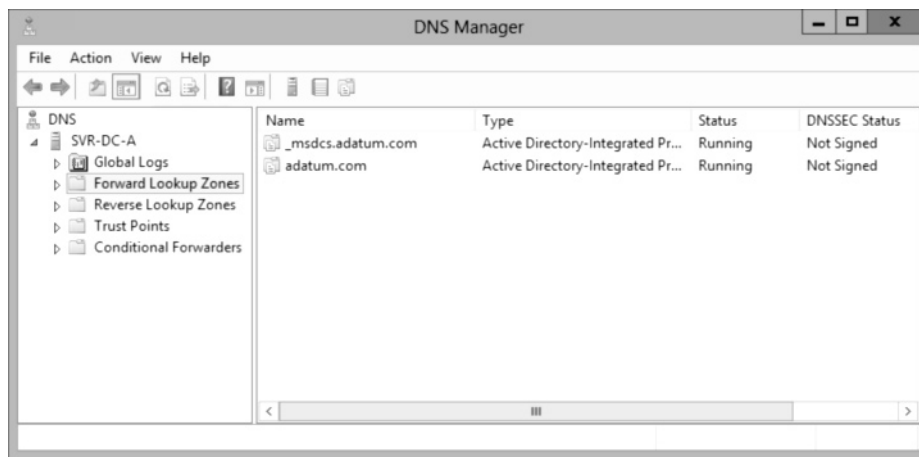 DNS Manager
File Action View Help
DNS
SVR-DC-A
Global Logs
Forward Lookup Zones
Reverse Lookup Zones
Trust Points
Conditional Forwarders
Name Type Status DNSSEC Status
_msdcs.adatum.com Active Directory-Integrated Pr... Running Not Signed
adatum.com Active Directory-Integrated Pr... Running Not Signed